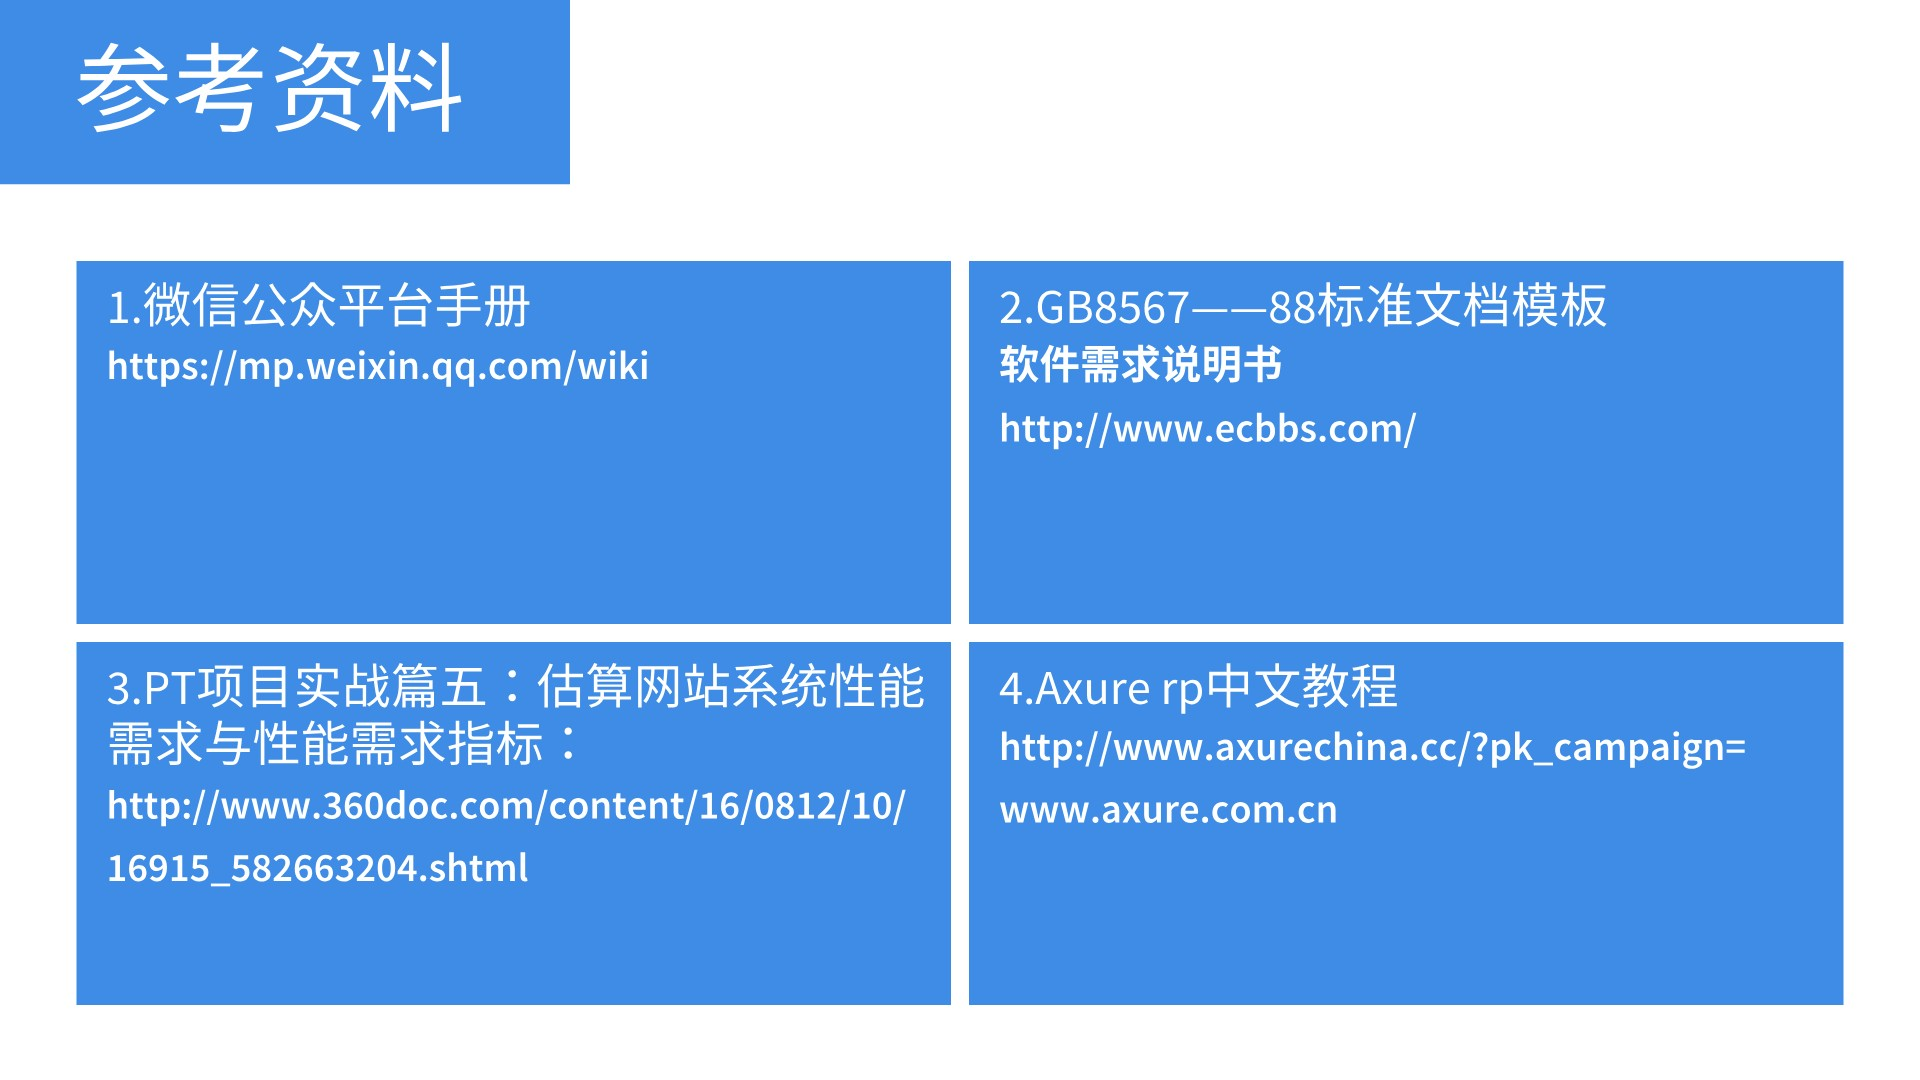 参考资料
1.微信公众平台手册
https://mp.weixin.qq.com/wiki
2.GB8567——88标准文档模板
软件需求说明书
http://www.ecbbs.com/
3.PT项目实战篇五：估算网站系统性能
需求与性能需求指标：
http://www.360doc.com/content/16/0812/10/
16915_582663204.shtml
4.Axure rp中文教程
http://www.axurechina.cc/?pk_campaign=
www.axure.com.cn